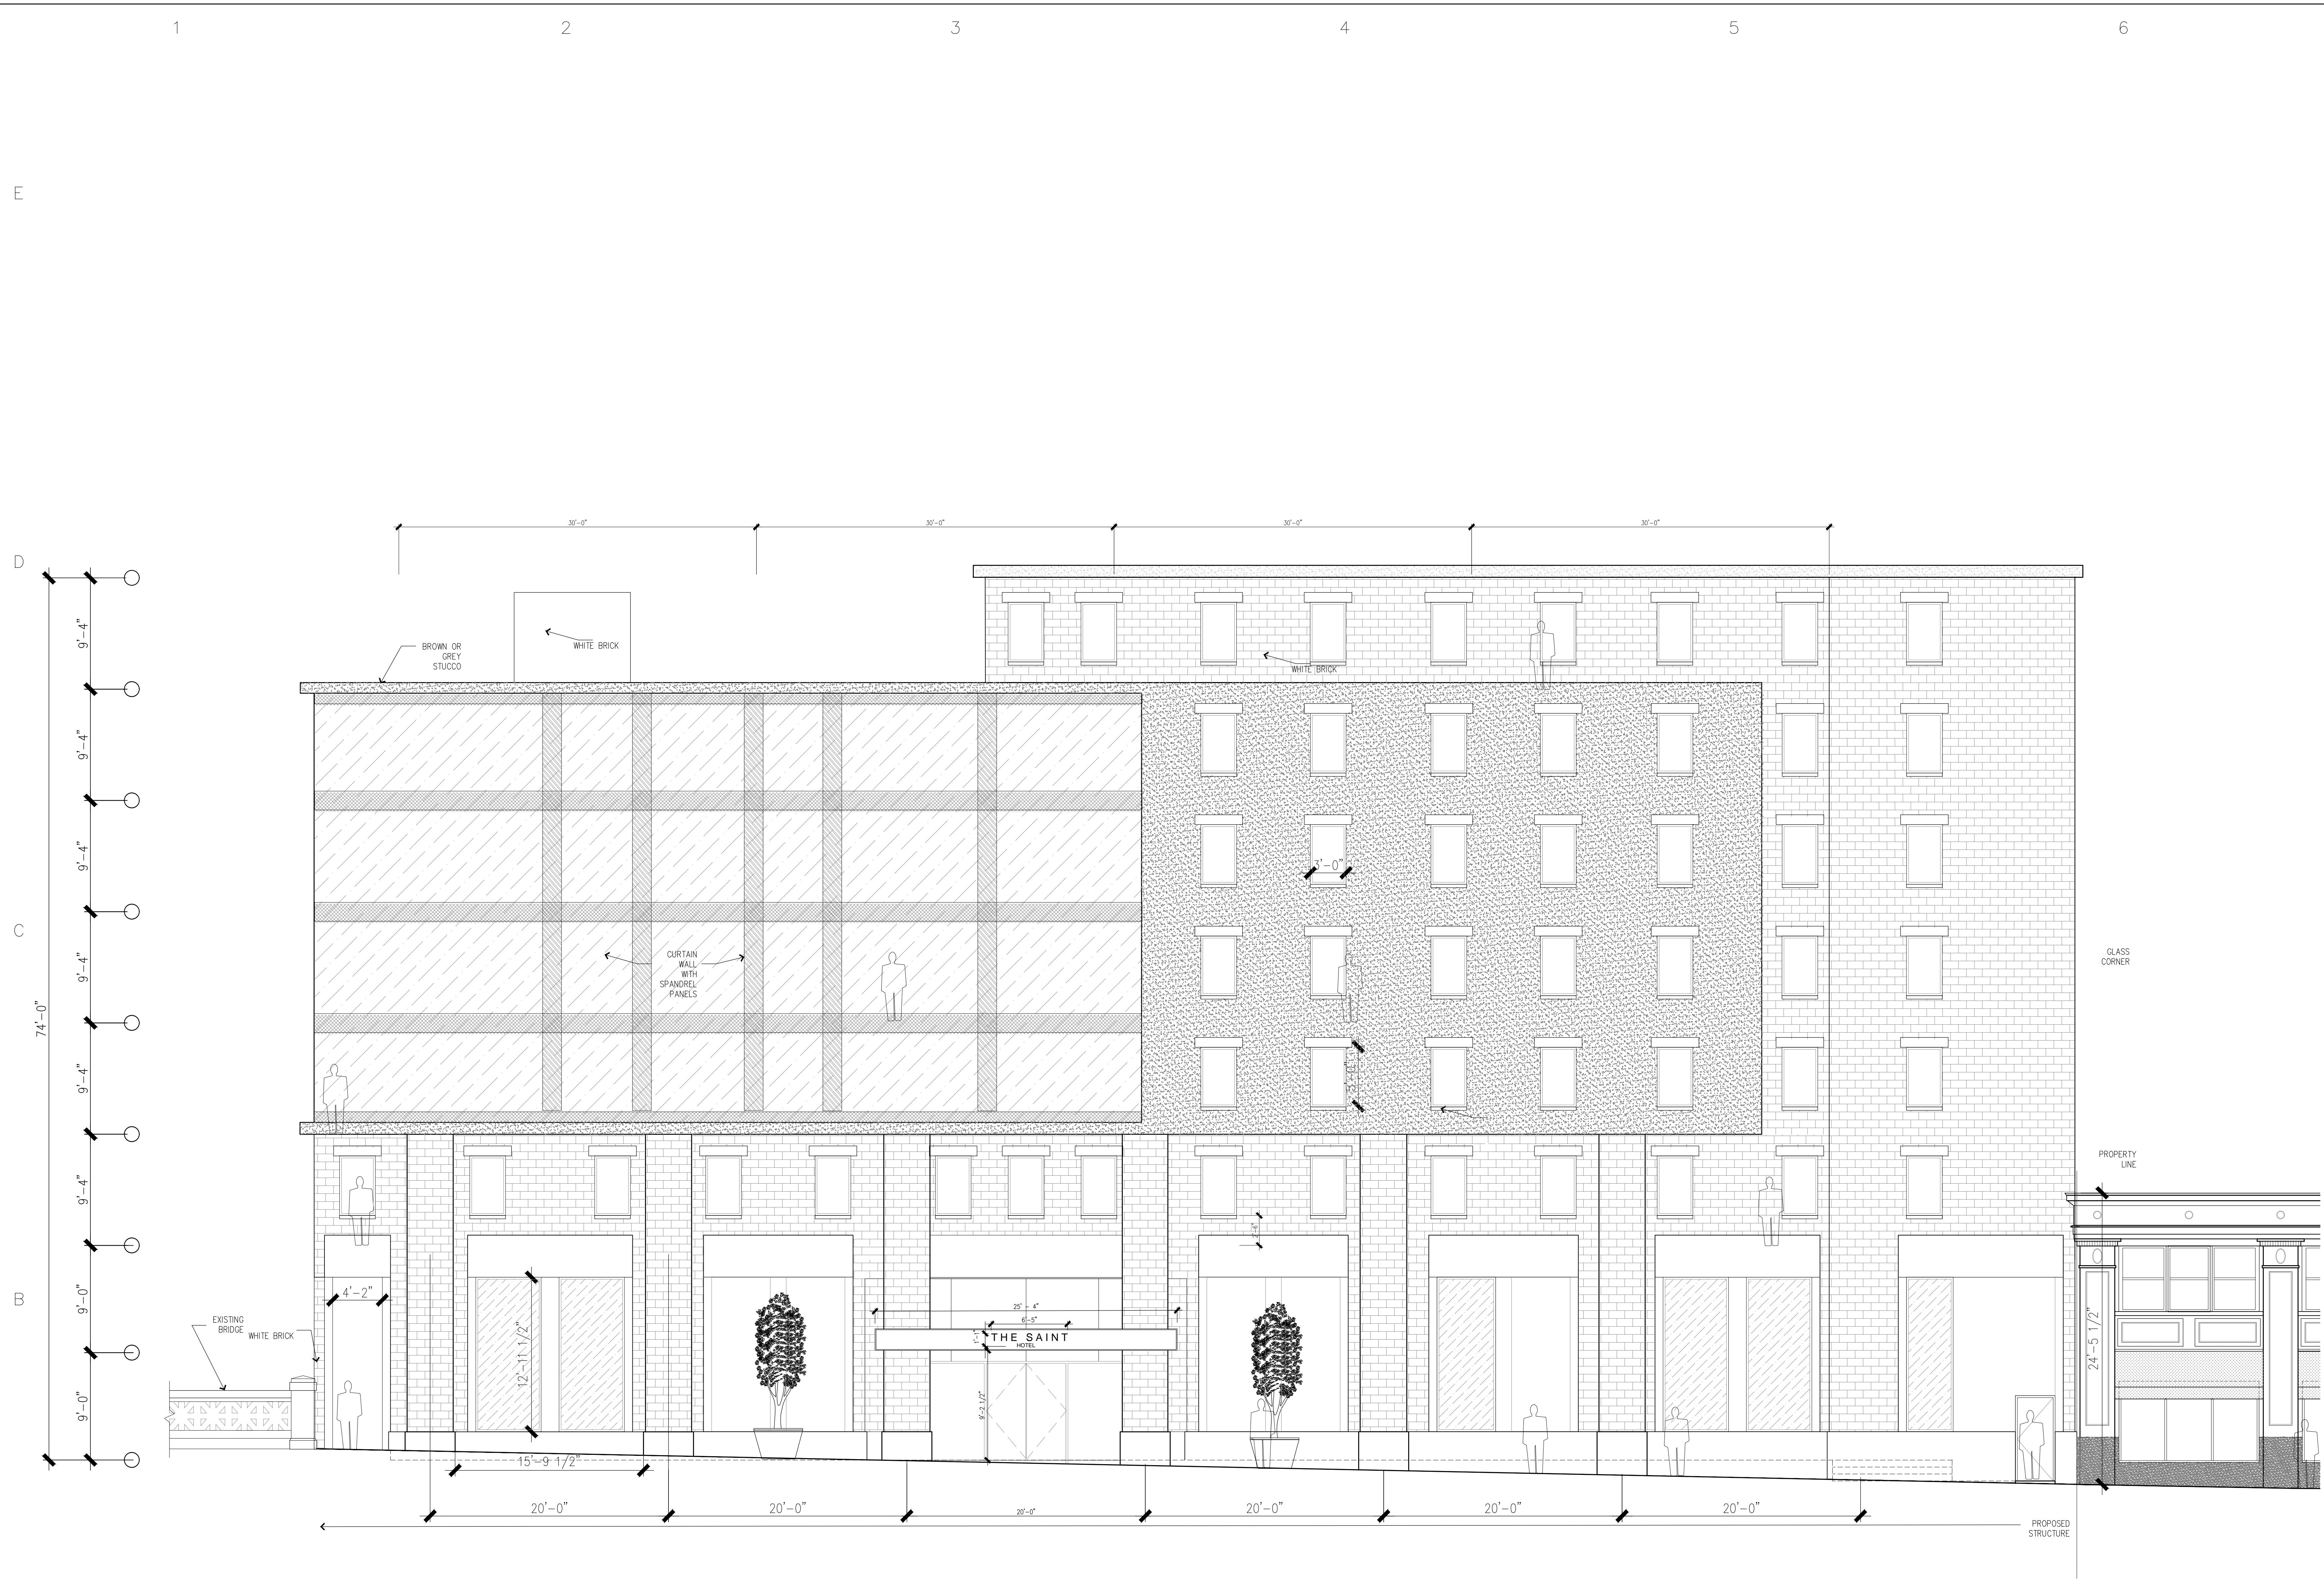 1 2 3 4 5 6
E
30'-0" 30'-0" 30'-0" 30'-0"
D
9'-4"
BROWN OR
GREY
STUCCO
WHITE BRICK
WHITE BRICK
9'-4"
9'-4"
3'-0"
C
CURTAIN
WALL
WITH
SPANDREL
PANELS
GLASS
CORNER
9'-4"
74'-0"
9'-4"
PROPERTY
LINE
9'-4"
2'-6"
B
9'-0"
4'-2"
EXISTING
BRIDGE
WHITE BRICK
12'-11 1/2"
25' - 4"
6'-5"
1'-1"
THE SAINT
HOTEL
9'-2 1/2"
24'-5 1/2"
9'-0"
15'-9 1/2"
20'-0" 20'-0" 20'-0" 20'-0" 20'-0" 20'-0"
PROPOSED
STRUCTURE